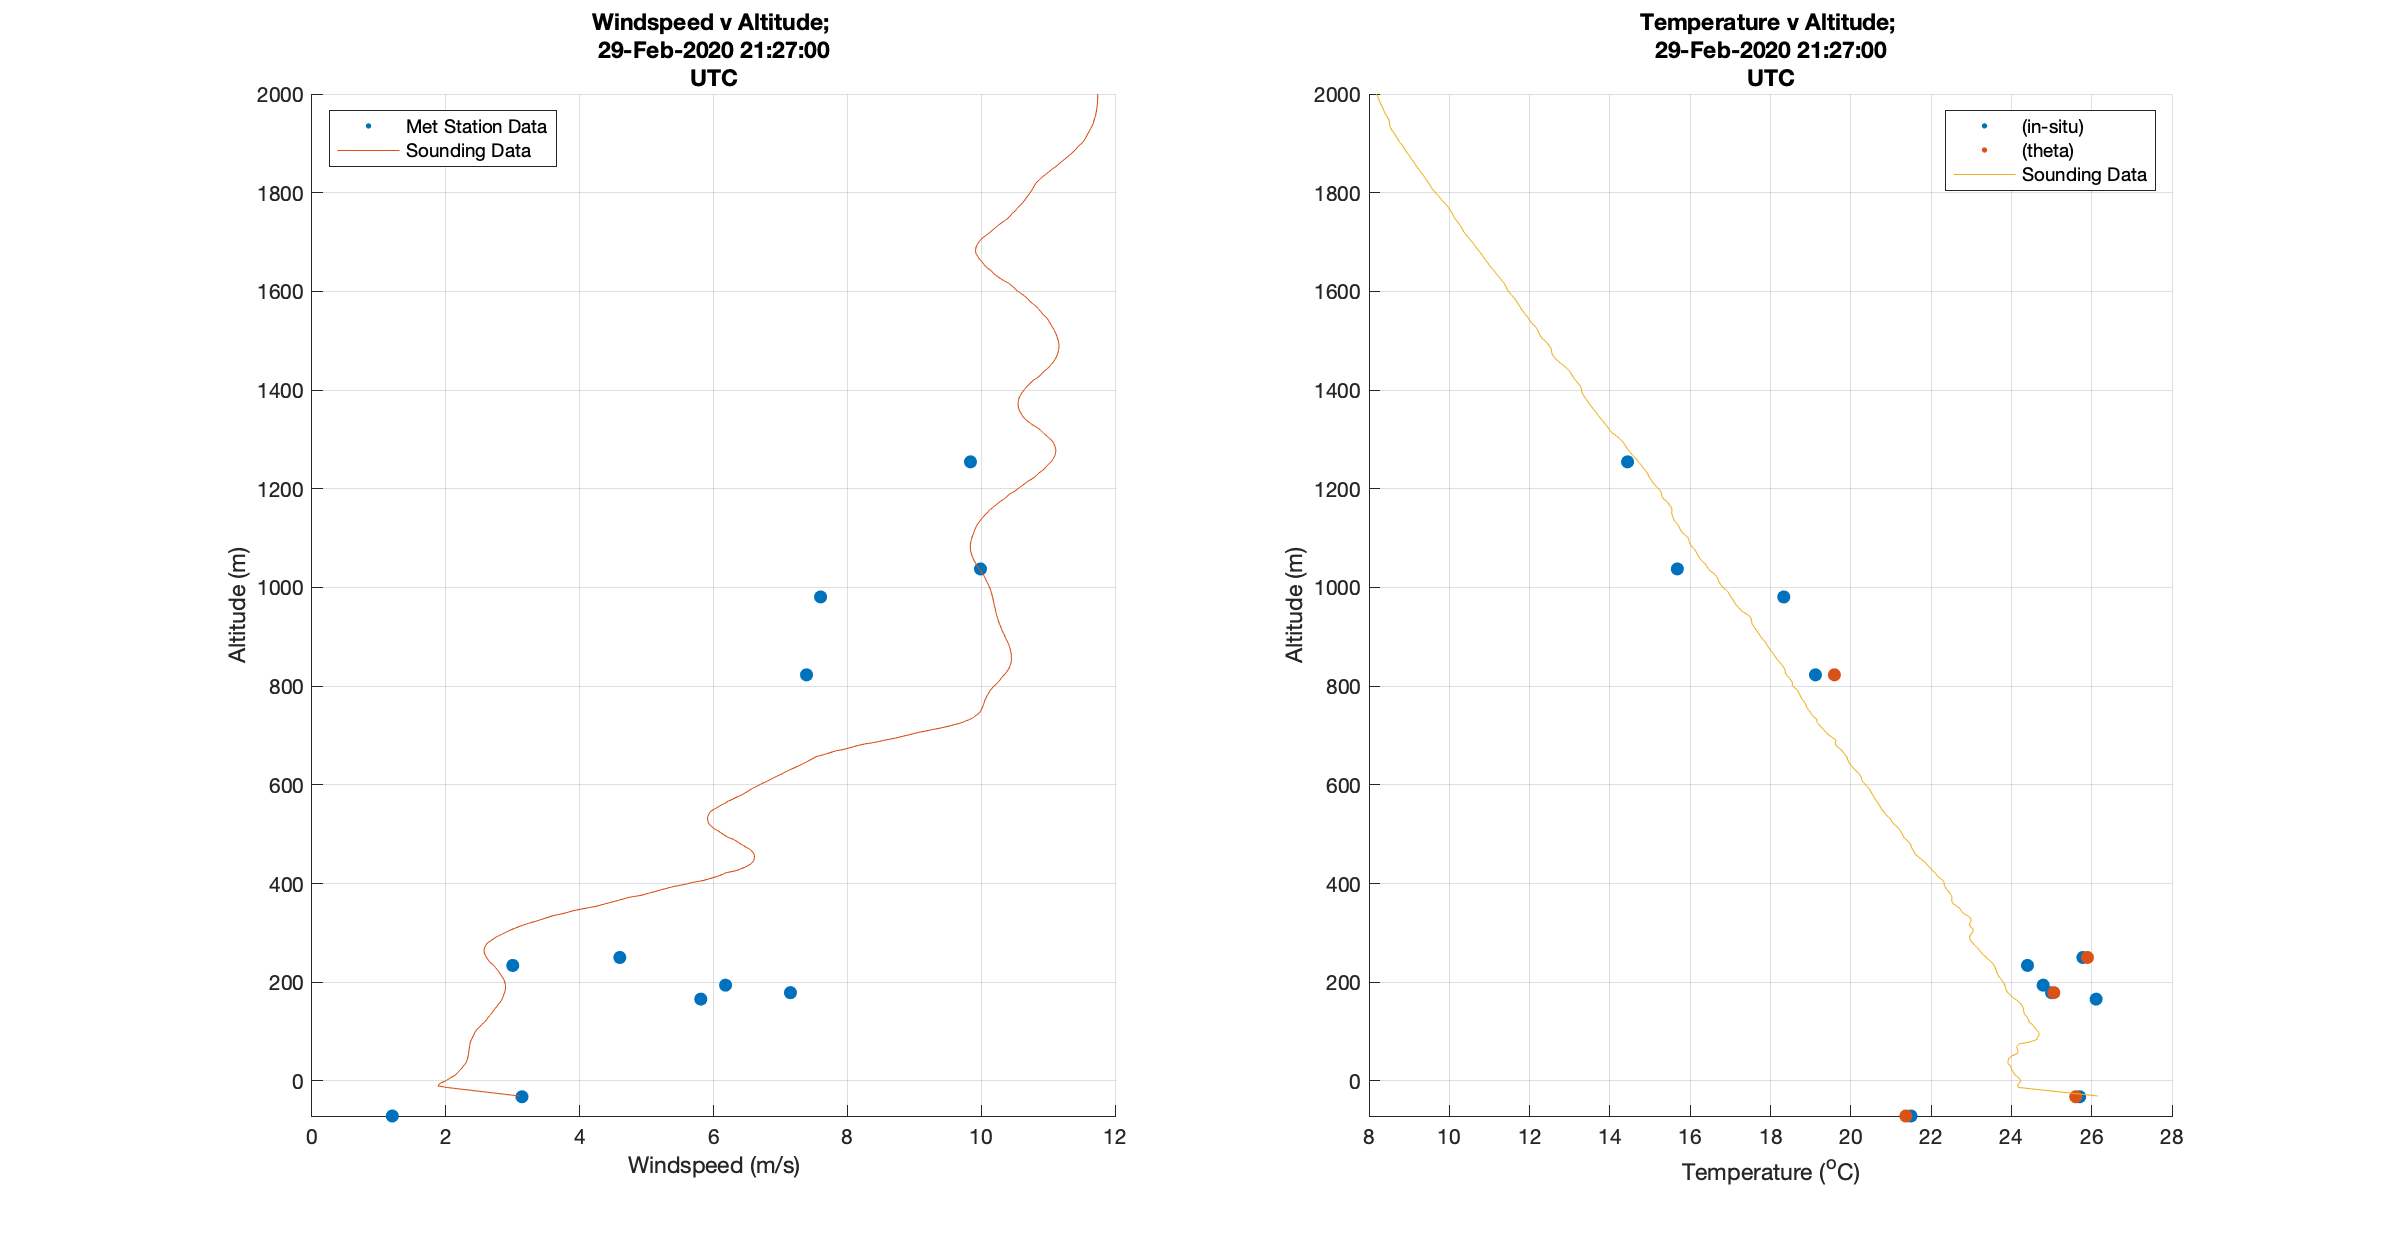 Windspeed v Altitude;
29-Feb-2020 21:27:00
UTC
2000
1800
1600
1400
1200
1000
800
600
400
200
0
Altitude (m)
Met Station Data
Sounding Data
0 2 4 6 8 10 12
Windspeed (m/s)
Temperature v Altitude;
29-Feb-2020 21:27:00
UTC
2000
1800
1600
1400
1200
1000
800
600
400
200
0
Altitude (m)
(in-situ)
(theta)
Sounding Data
8 10 12 14 16 18 20 22 24 26 28
Temperature (°C)